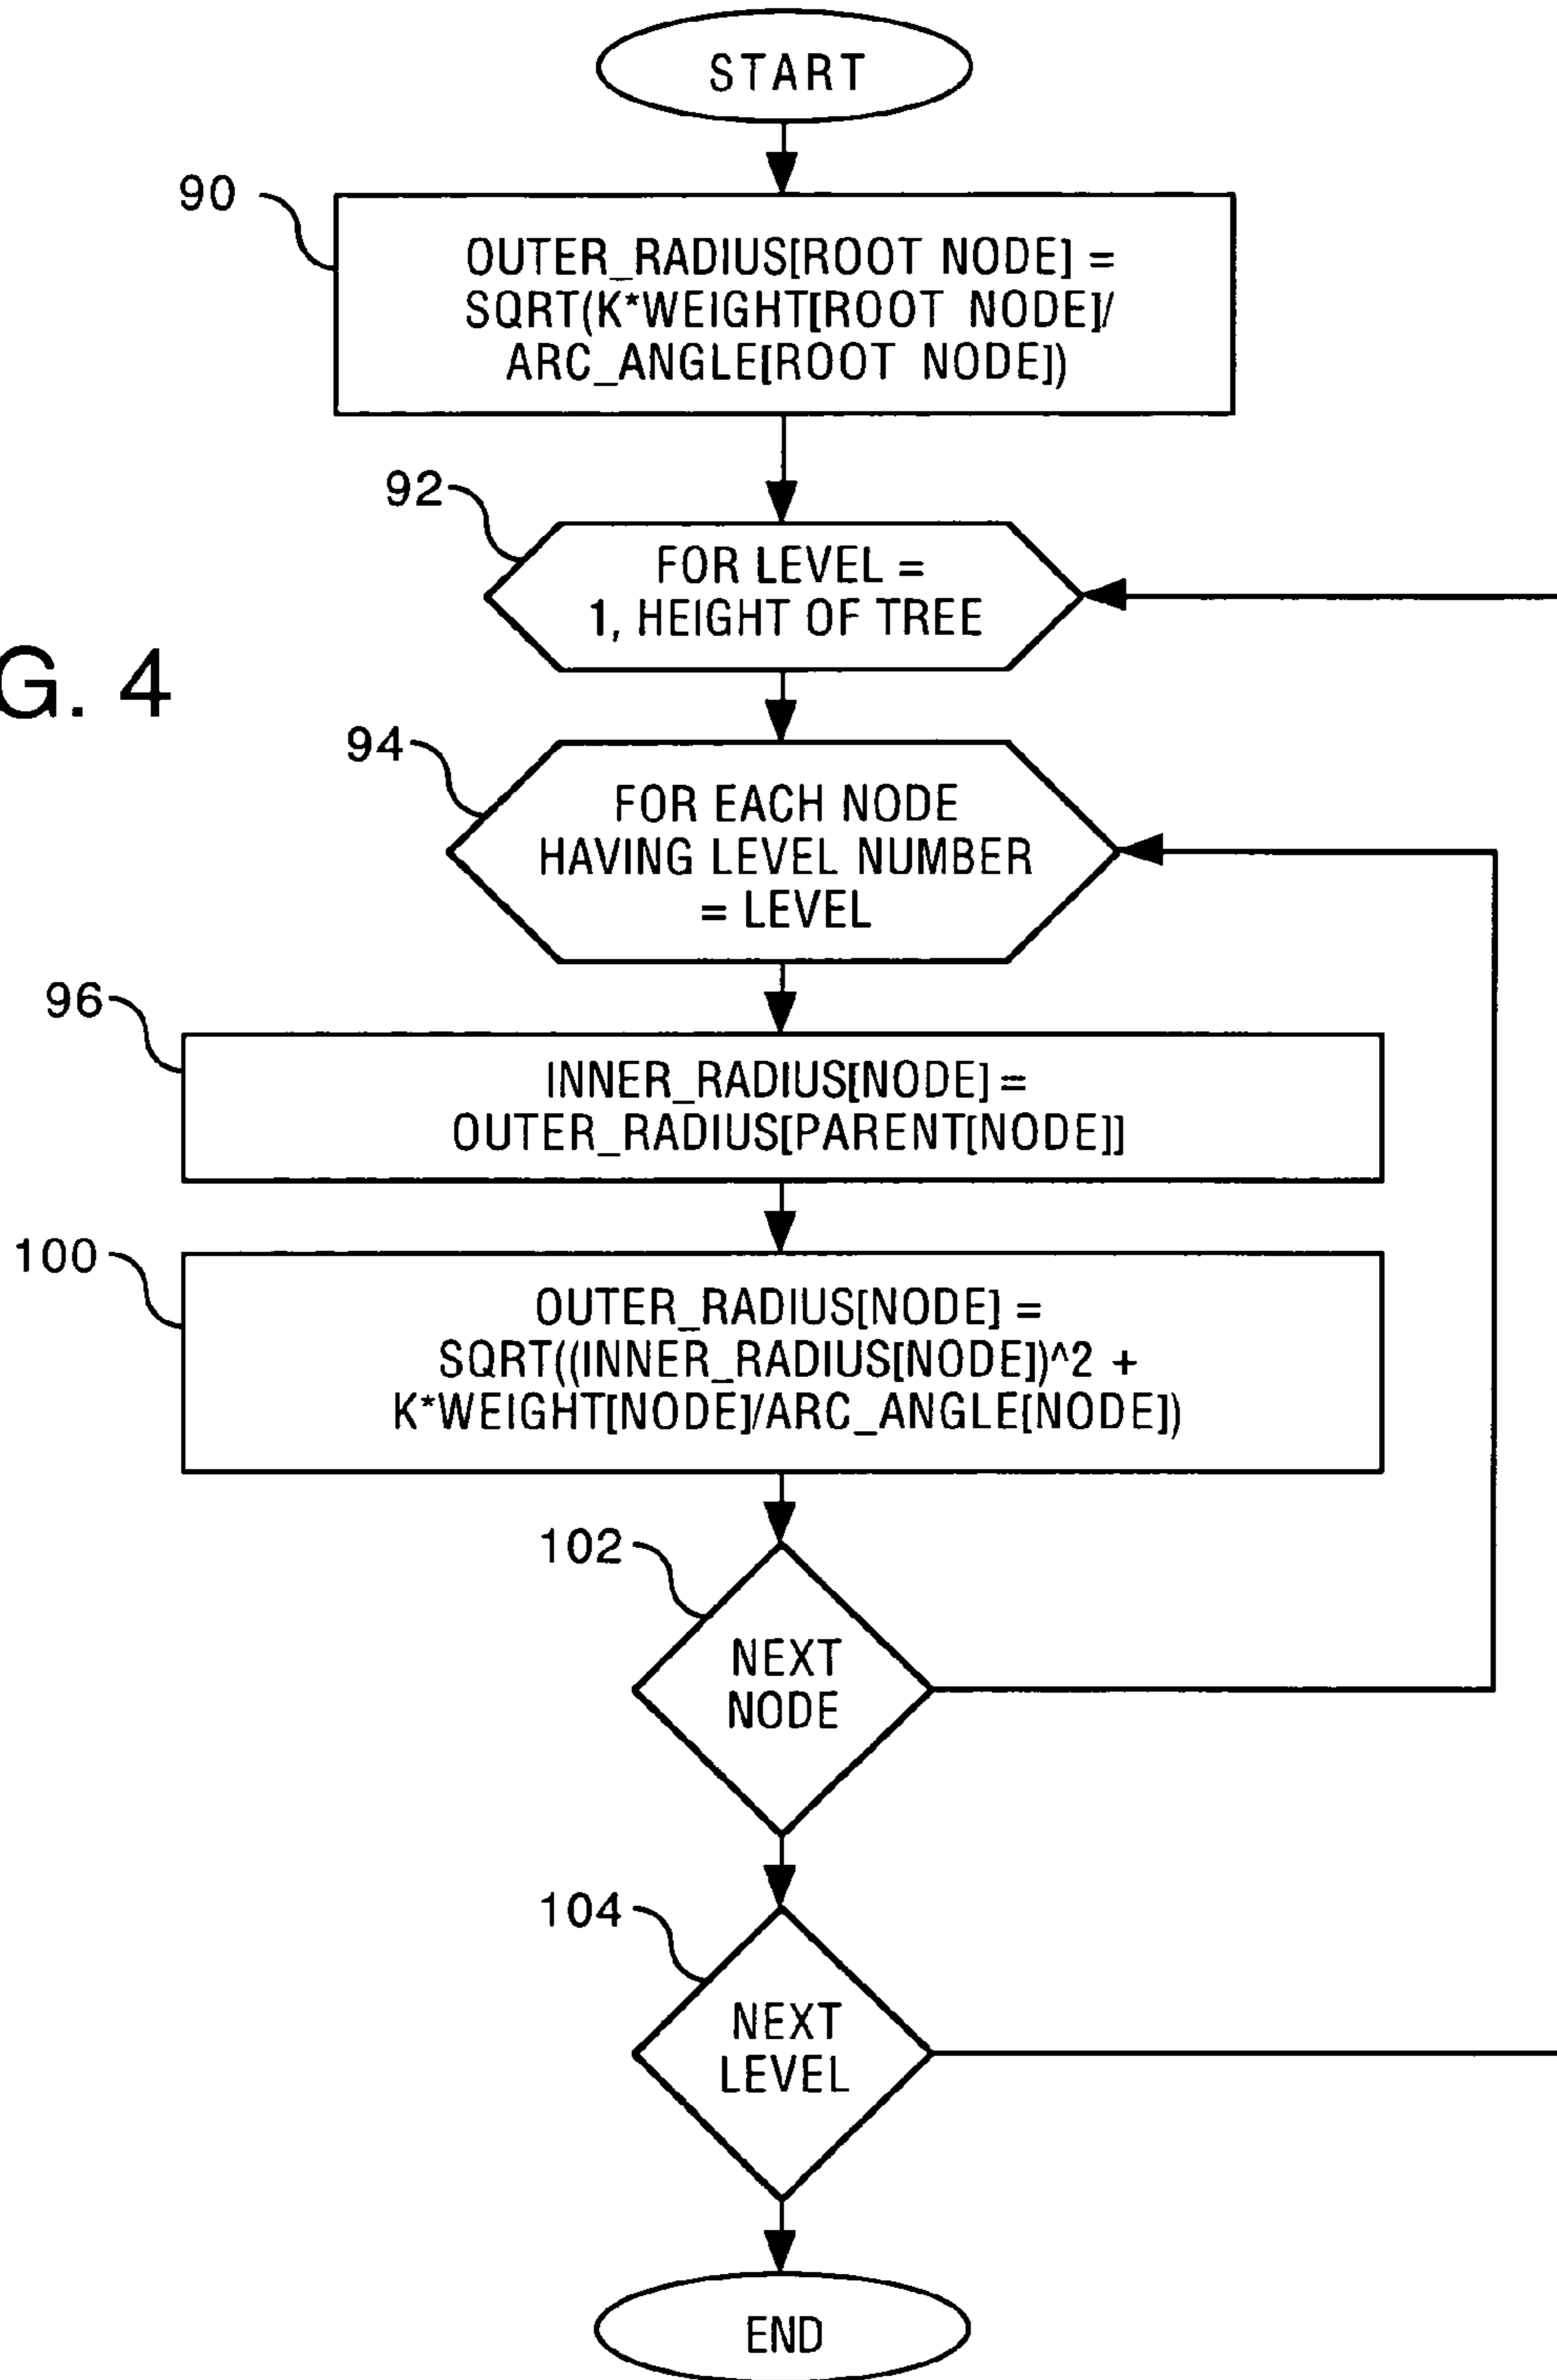 START
90
OUTER_RADIUS[ROOT NODE] =
SQRT(K*WEIGHT[ROOT NODE]/
ARC_ANGLE[ROOT NODE])
92
FOR LEVEL =
1, HEIGHT OF TREE
G. 4
94
FOR EACH NODE
HAVING LEVEL NUMBER
= LEVEL
96
INNER_RADIUS[NODE] =
OUTER_RADIUS[PARENT[NODE]]
100
OUTER_RADIUS[NODE] =
SQRT((INNER_RADIUS[NODE])^2 +
K*WEIGHT[NODE]/ARC_ANGLE[NODE])
102
NEXT
NODE
104
NEXT
LEVEL
END